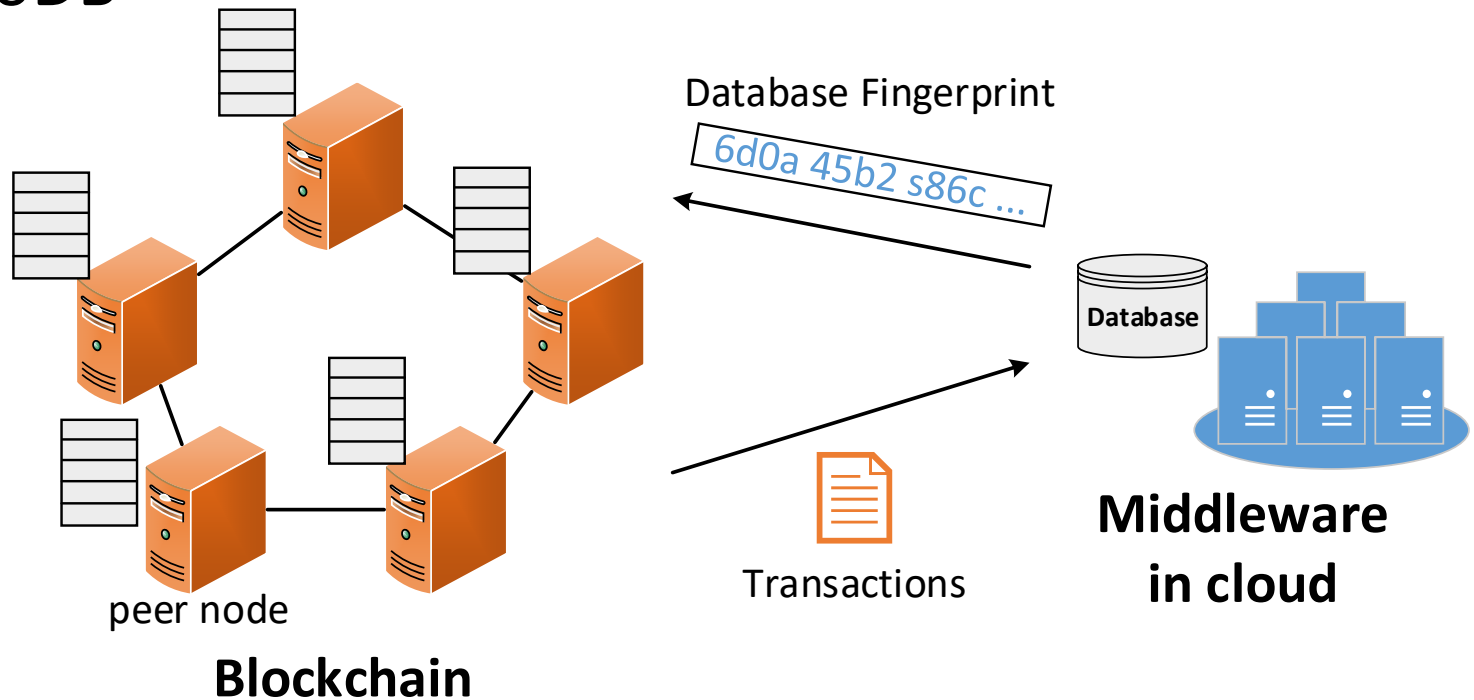 Database Fingerprint
6d0a 45b2 s86c ...
Database
Transactions
Middleware
in cloud
peer node
Blockchain